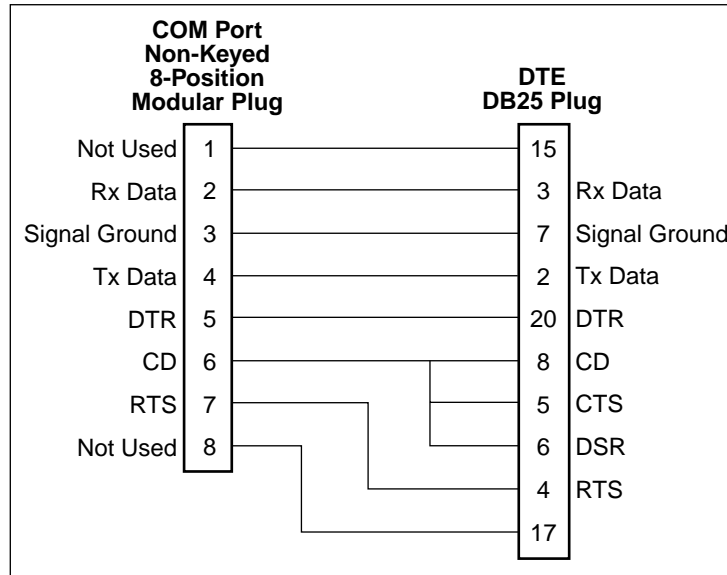 COM Port
Non-Keyed
8-Position
Modular Plug
DTE
DB25 Plug
Not Used 1 15
Rx Data 2 3 Rx Data
Signal Ground 3 7 Signal Ground
Tx Data 4 2 Tx Data
DTR 5 20 DTR
CD 6 8 CD
RTS 7 5 CTS
Not Used 8 6 DSR
4 RTS
17